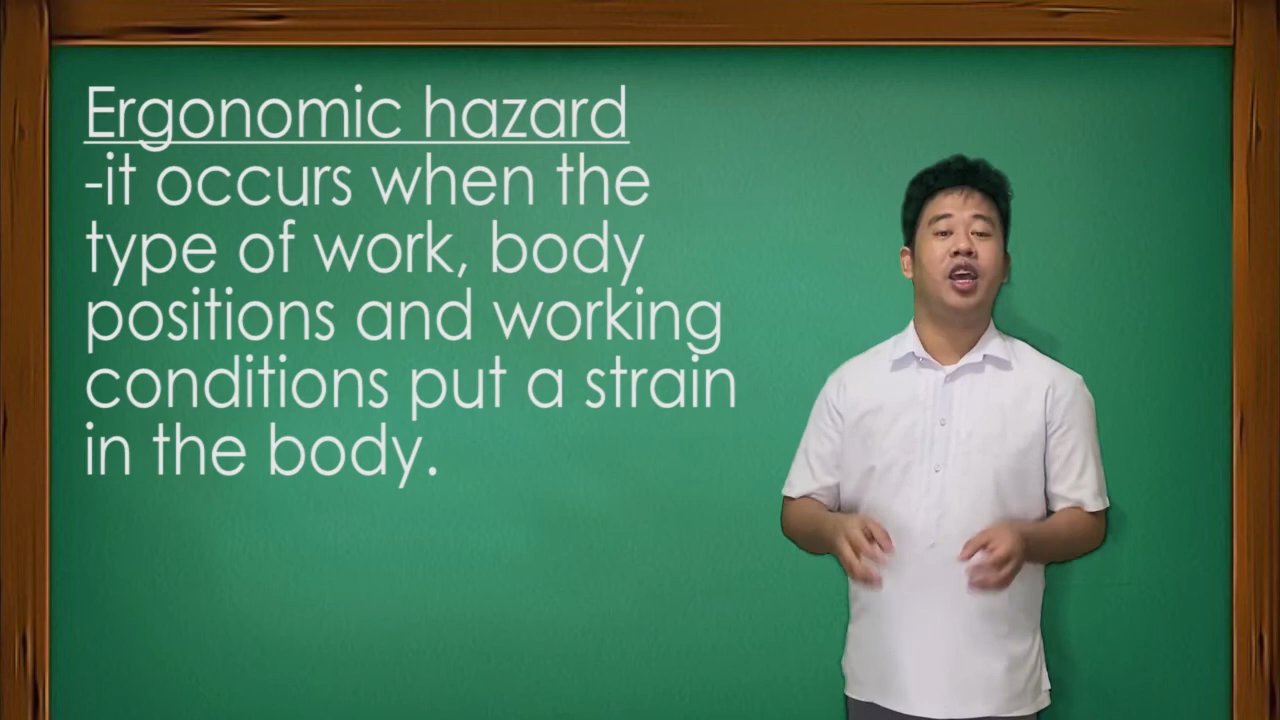 Ergonomic hazard
-it occurs when the
type of work, body
positions and working
conditions put a strain
in the body.